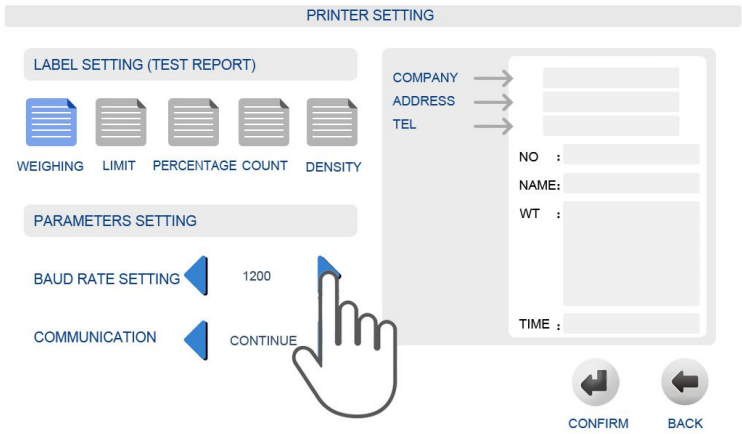 PRINTER SETTING
LABEL SETTING (TEST REPORT)
WEIGHING LIMIT PERCENTAGE COUNT DENSITY
PARAMETERS SETTING
BAUD RATE SETTING 1200
COMMUNICATION CONTINUE
COMPANY
ADDRESS
TEL
NO :
NAME:
WT :
TIME :
CONFIRM BACK